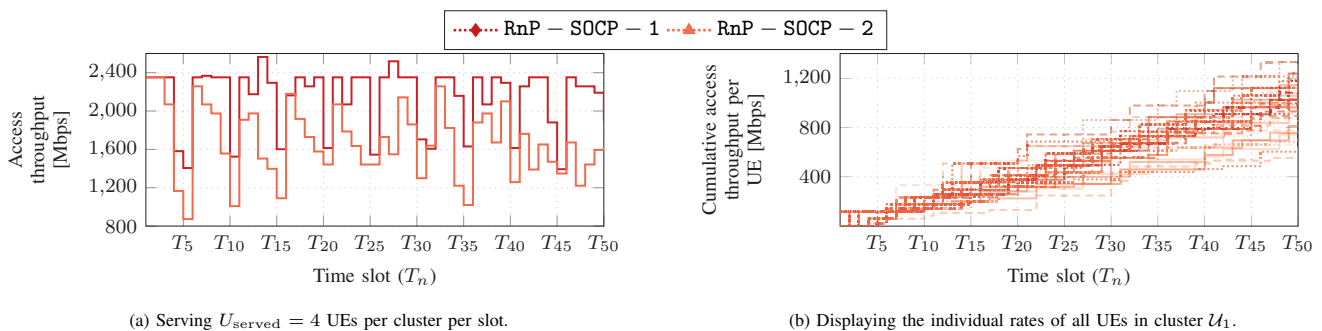 RnP − SOCP − 1 RnP − SOCP − 2
Access
throughput
[Mbps]
2,400
2,000
1,600
1,200
800
T5 T10 T15 T20 T25 T30 T35 T40 T45 T50
Time slot (Tn)
(a) Serving Userved = 4 UEs per cluster per slot.
Cumulative access
throughput per
UE [Mbps]
1,200
800
400
T5 T10 T15 T20 T25 T30 T35 T40 T45 T50
Time slot (Tn)
(b) Displaying the individual rates of all UEs in cluster 𝒰1.